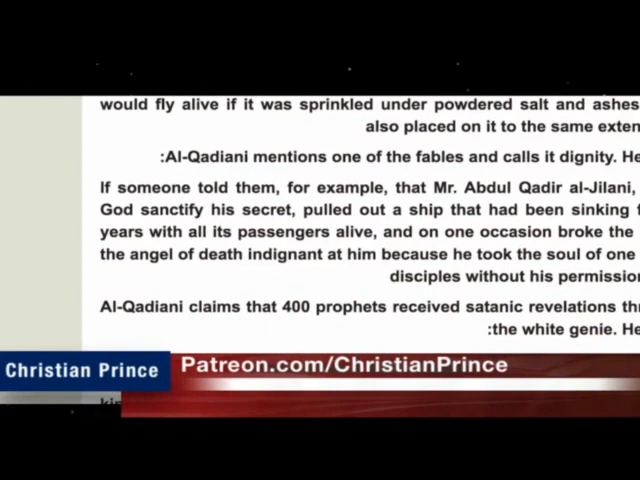 would fly alive if it was sprinkled under powdered salt and ashes
also placed on it to the same exten
:Al-Qadiani mentions one of the fables and calls it dignity. He
If someone told them, for example, that Mr. Abdul Qadir al-Jilani,
God sanctify his secret, pulled out a ship that had been sinking
years with all its passengers alive, and on one occasion broke the
the angel of death indignant at him because he took the soul of one
disciples without his permission
Al-Qadiani claims that 400 prophets received satanic revelations thr
:the white genie. He
Christian Prince
Patreon.com/ChristianPrince